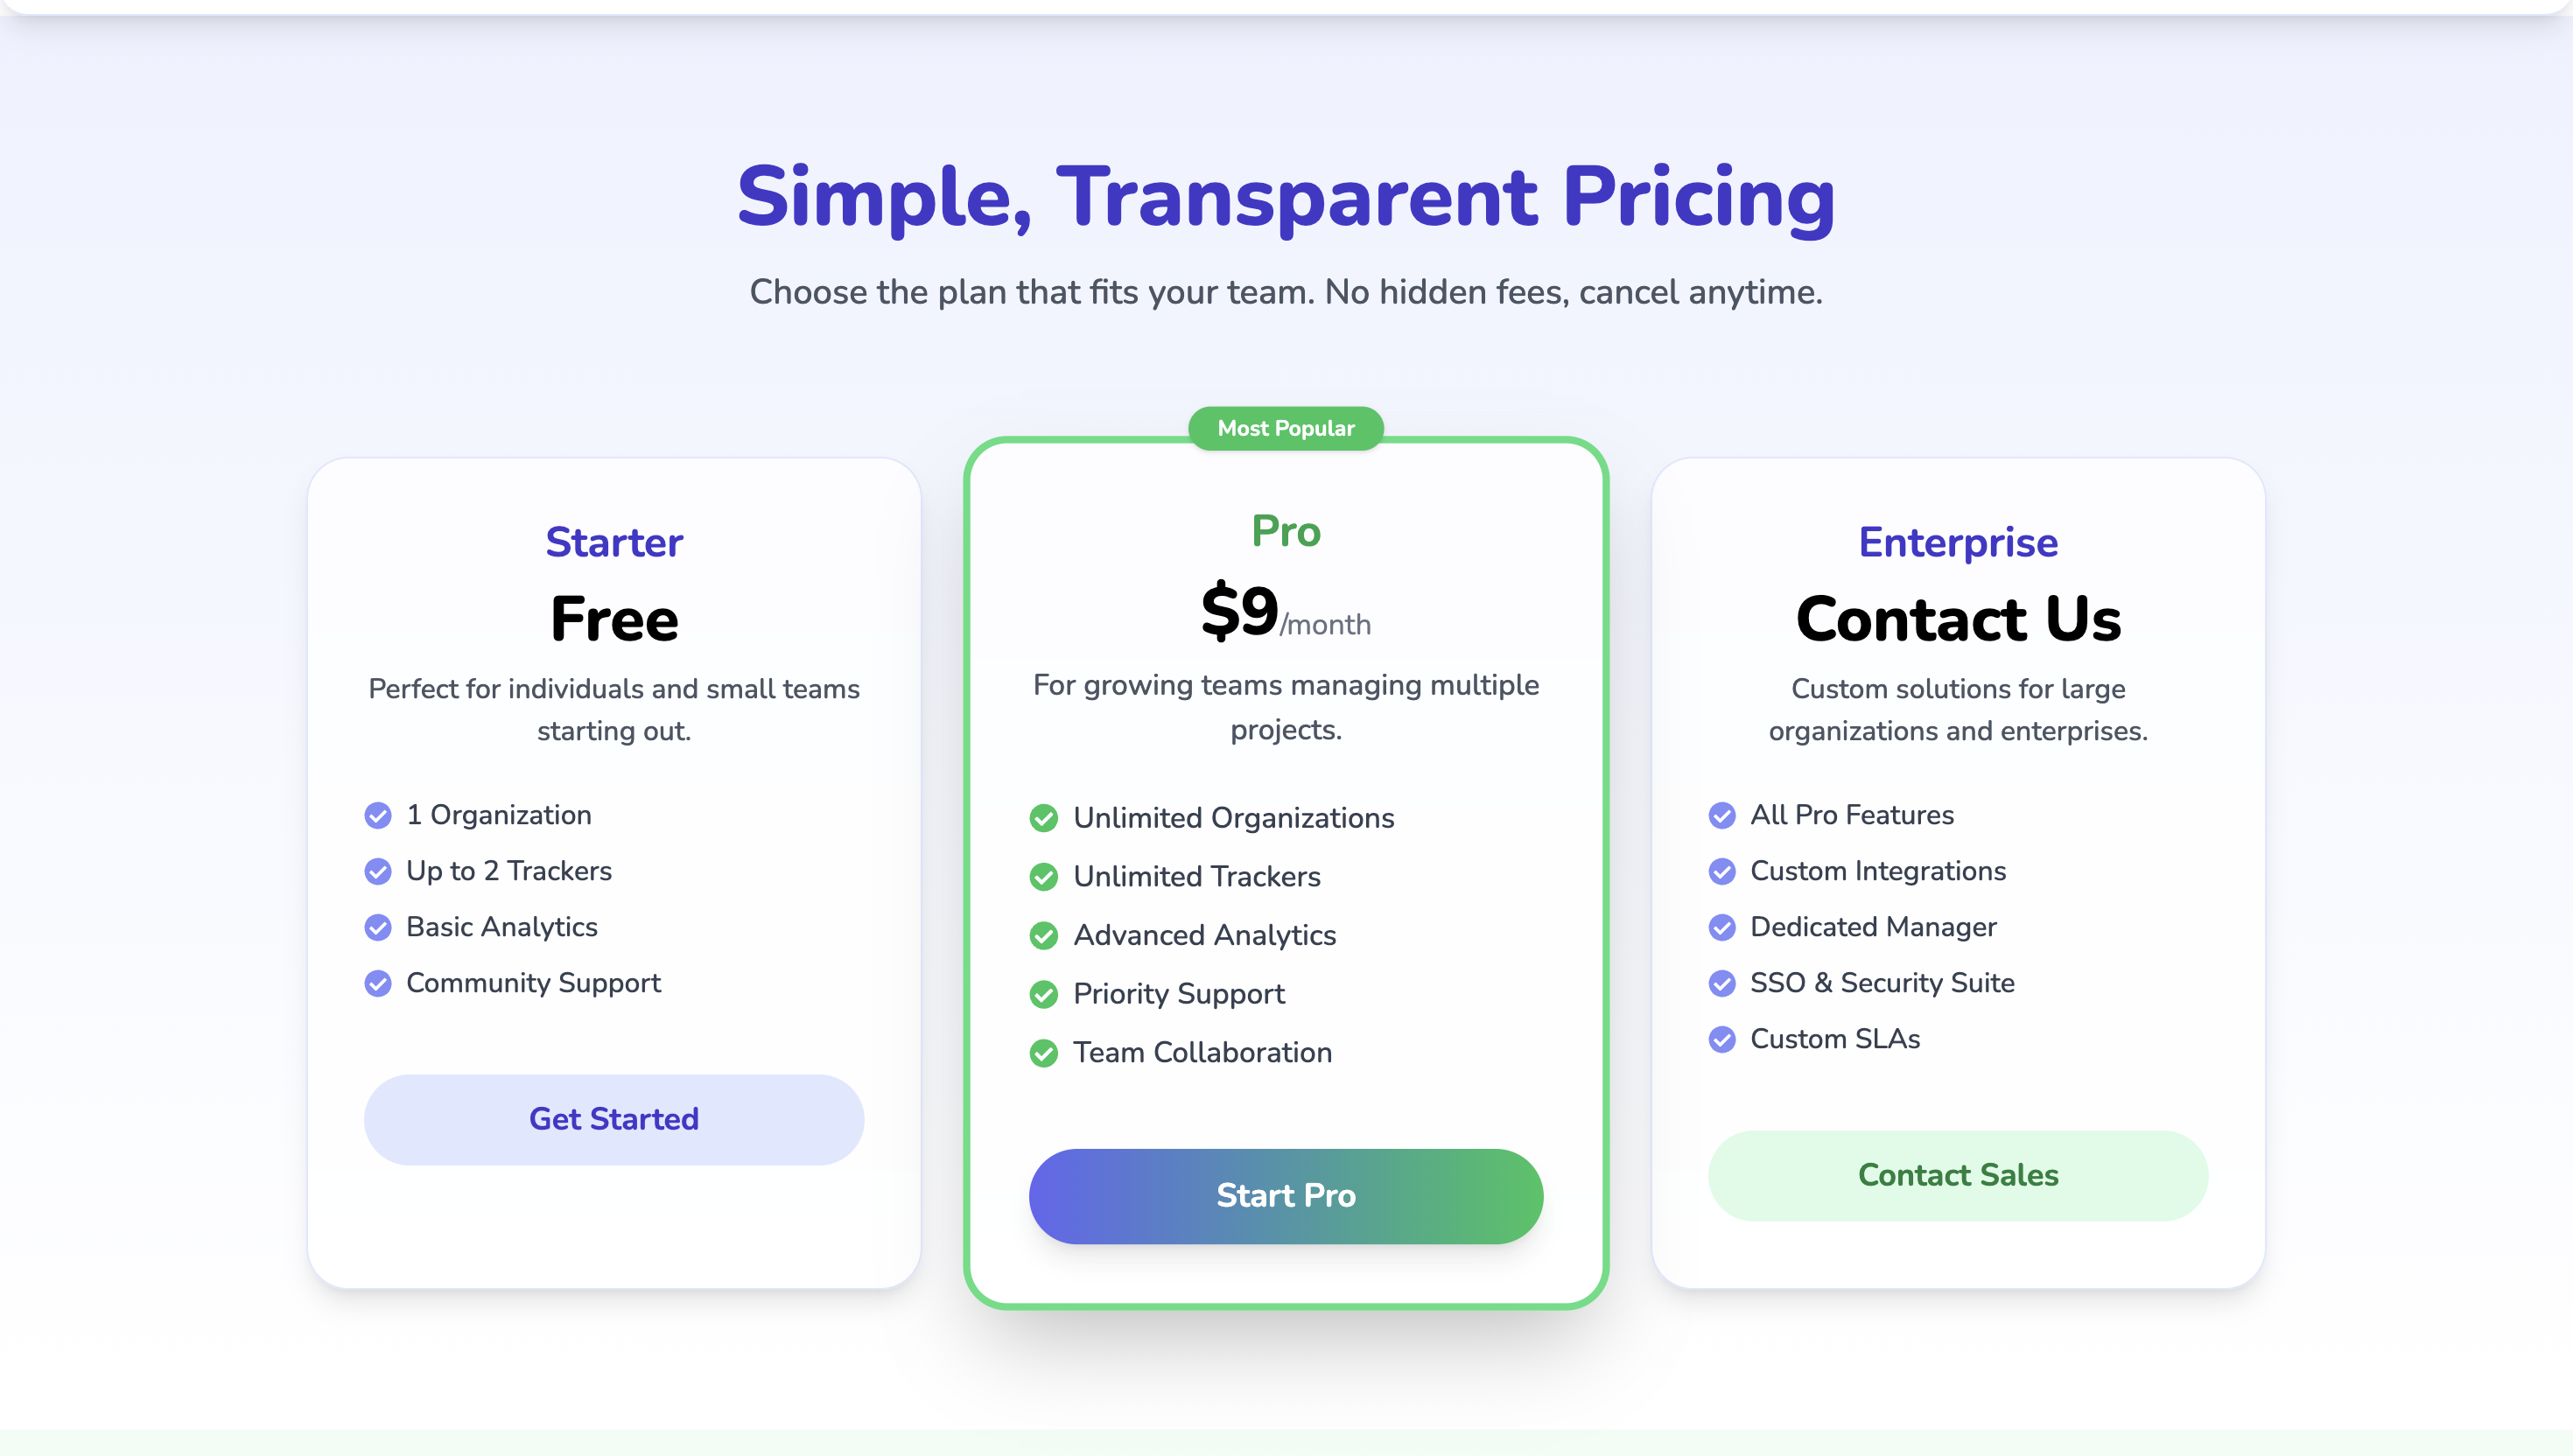 Simple, Transparent Pricing
Choose the plan that fits your team. No hidden fees, cancel anytime.
Starter
Free
Perfect for individuals and small teams
starting out.
1 Organization
Up to 2 Trackers
Basic Analytics
Community Support
Get Started
Most Popular
Pro
$9/month
For growing teams managing multiple
projects.
Unlimited Organizations
Unlimited Trackers
Advanced Analytics
Priority Support
Team Collaboration
Start Pro
Enterprise
Contact Us
Custom solutions for large
organizations and enterprises.
All Pro Features
Custom Integrations
Dedicated Manager
SSO & Security Suite
Custom SLAs
Contact Sales